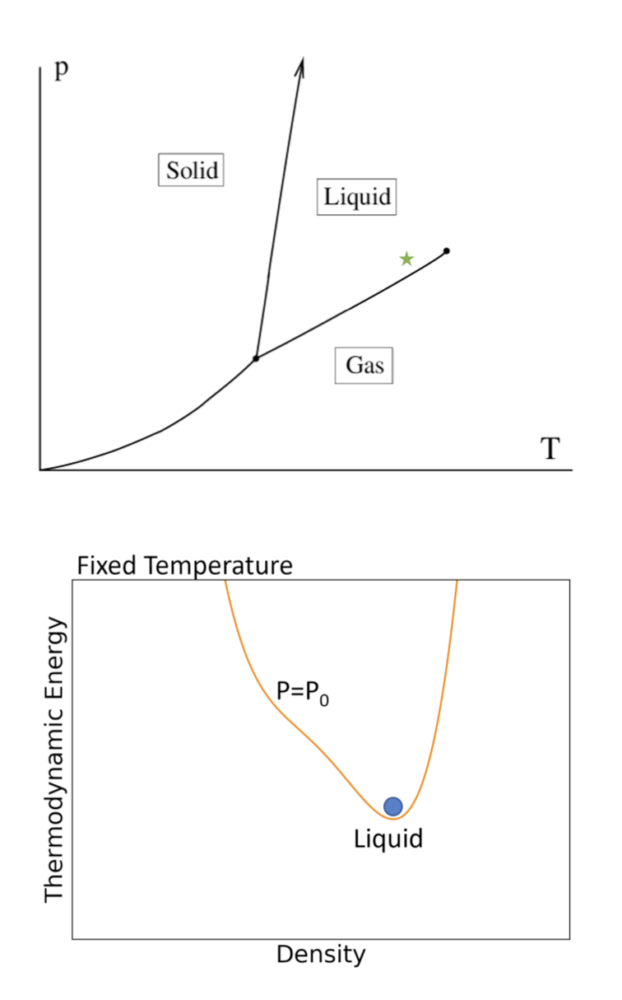 p
Solid
Liquid
Gas
T
Fixed Temperature
Thermodynamic Energy
P=P₀
Liquid
Density